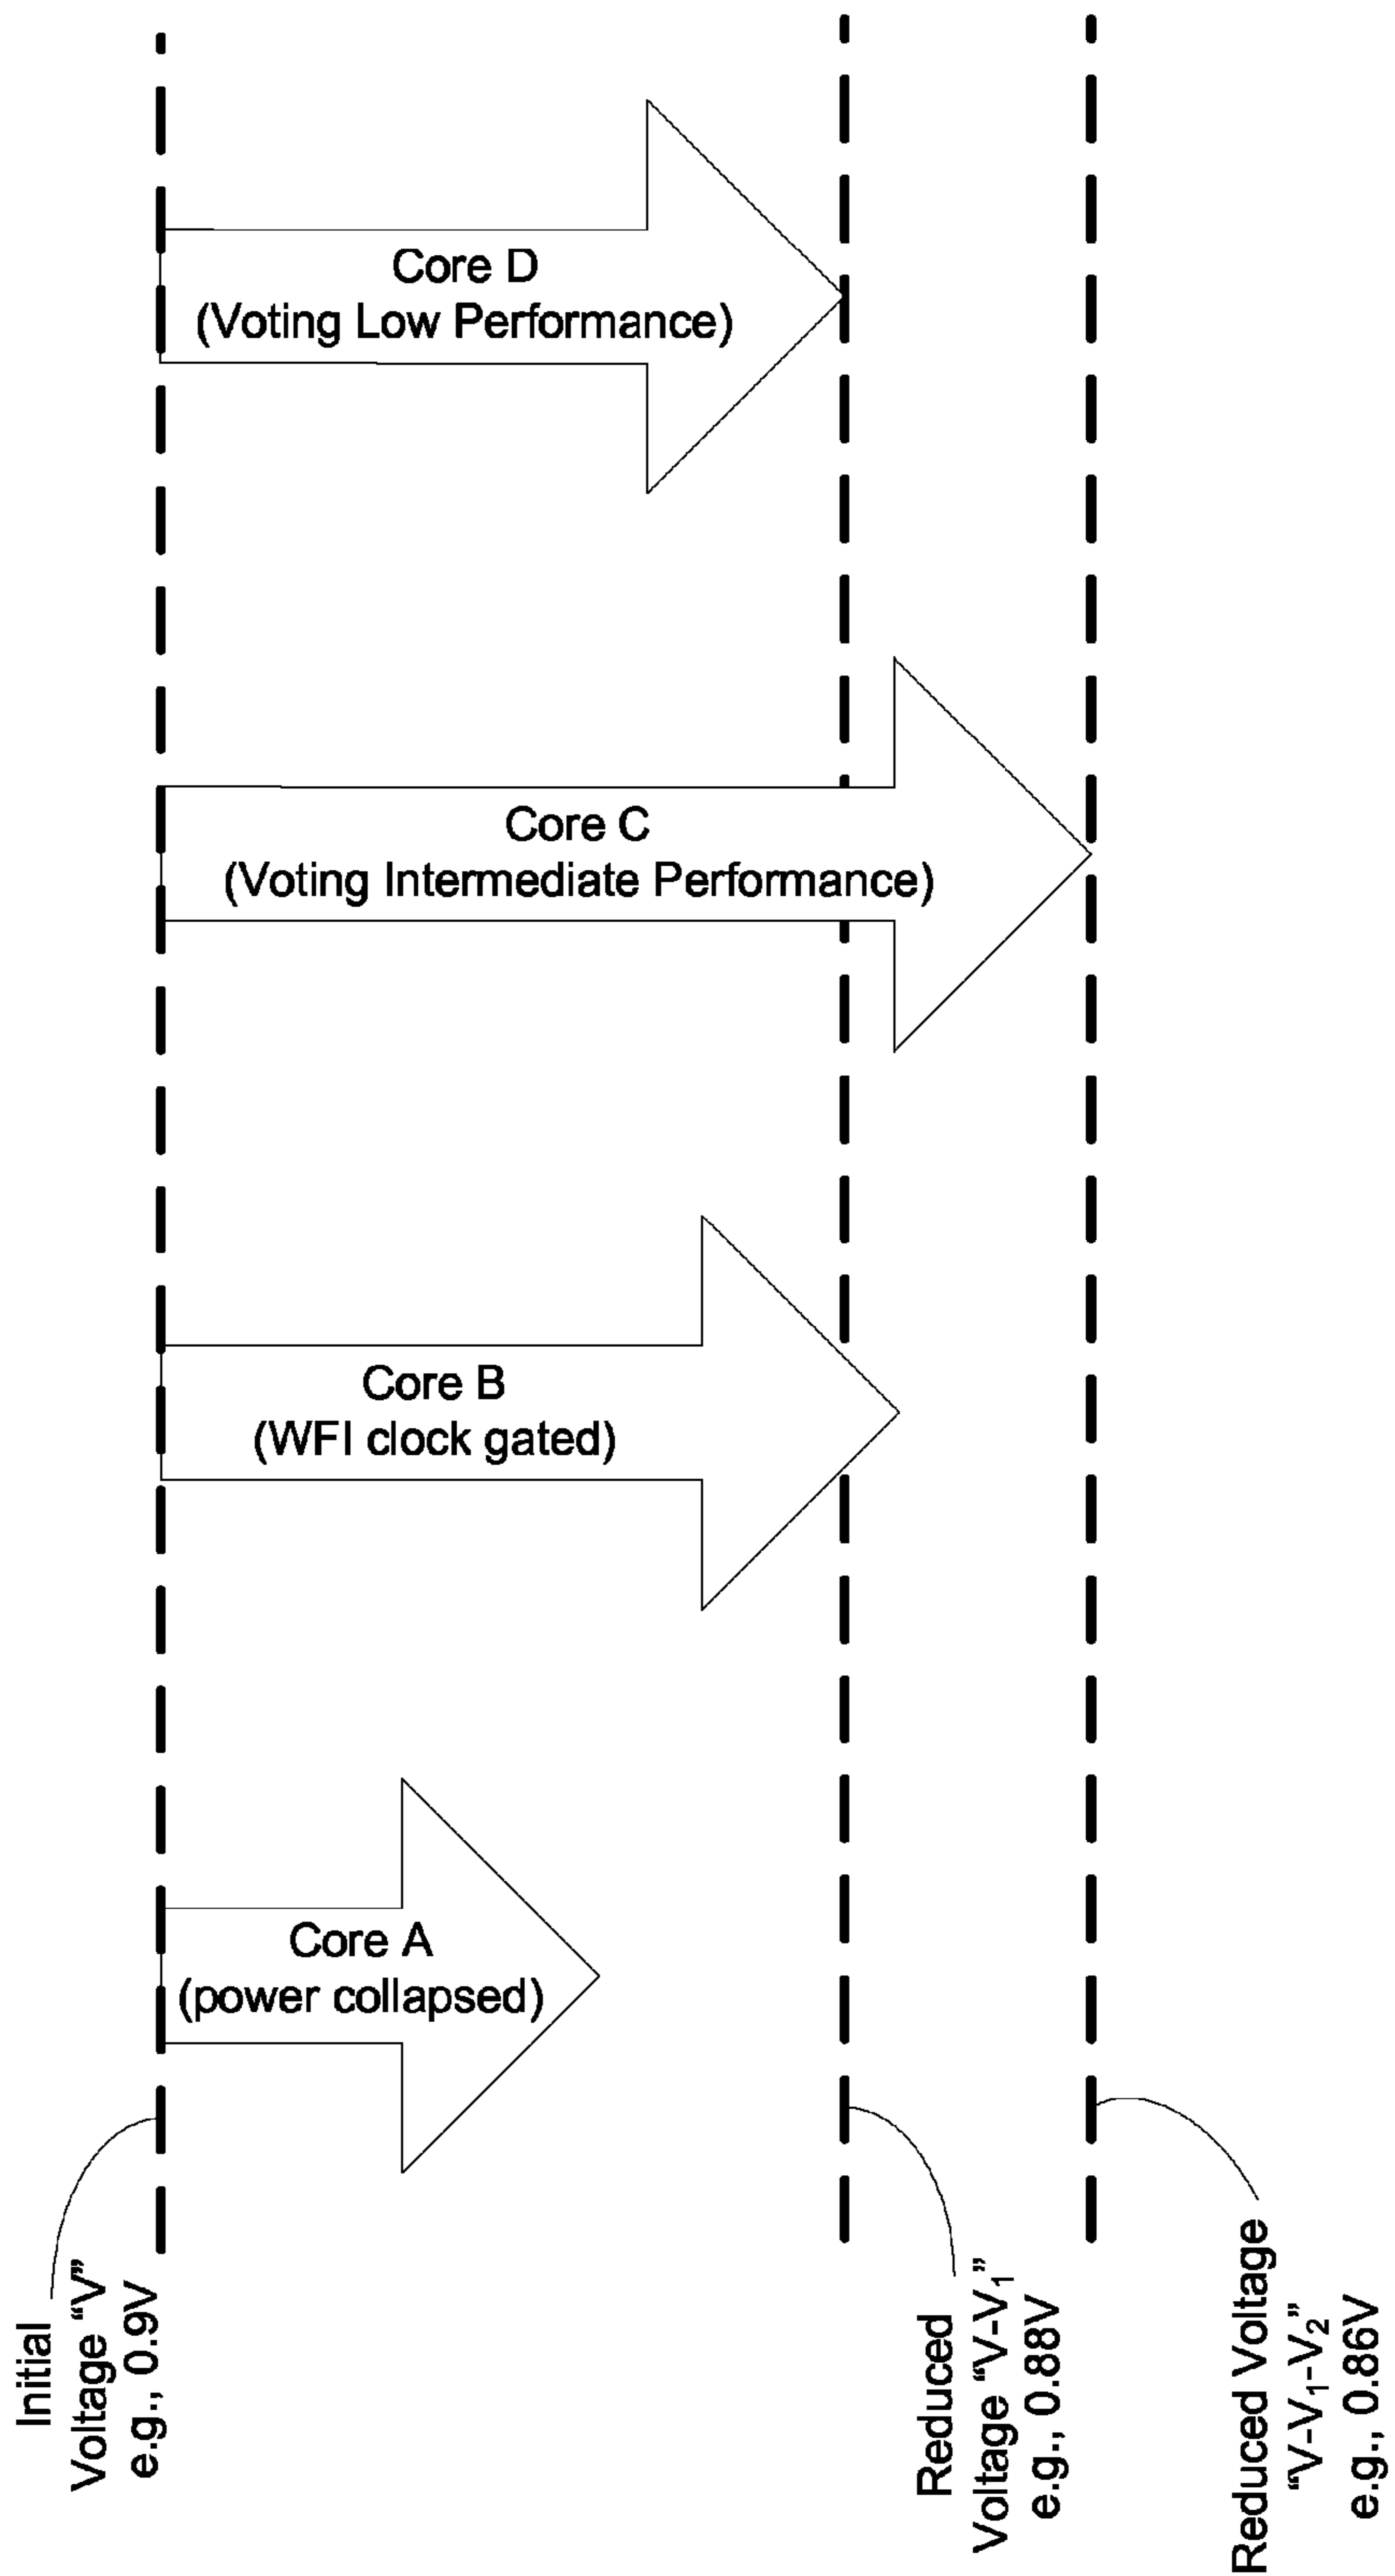 Core D
(Voting Low Performance)
Core C
(Voting Intermediate Performance)
Core B
(WFI clock gated)
Core A
(power collapsed)
Initial
Voltage “V”
e.g., 0.9V
Reduced
Voltage “V-V₁”
e.g., 0.88V
Reduced Voltage
“V-V₁-V₂”
e.g., 0.86V